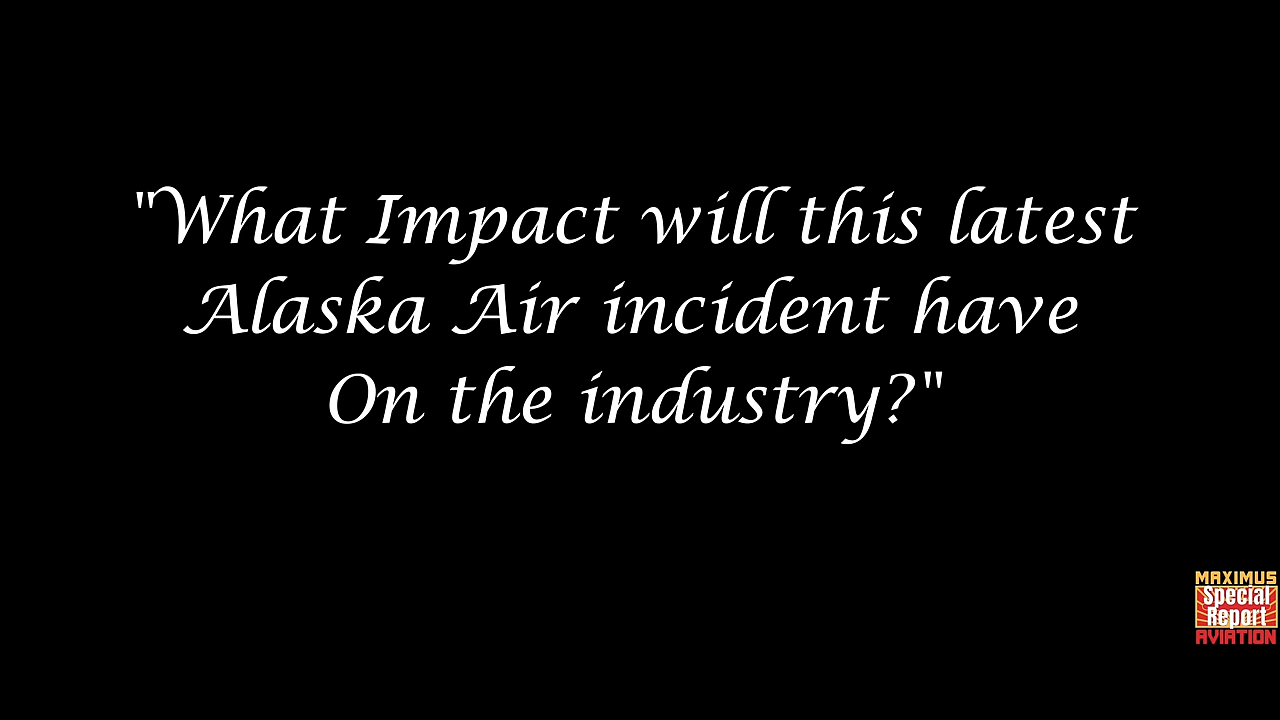 "What Impact will this latest
Alaska Air incident have
On the industry?"
MAXIMUS
Special
Report
AVIATION